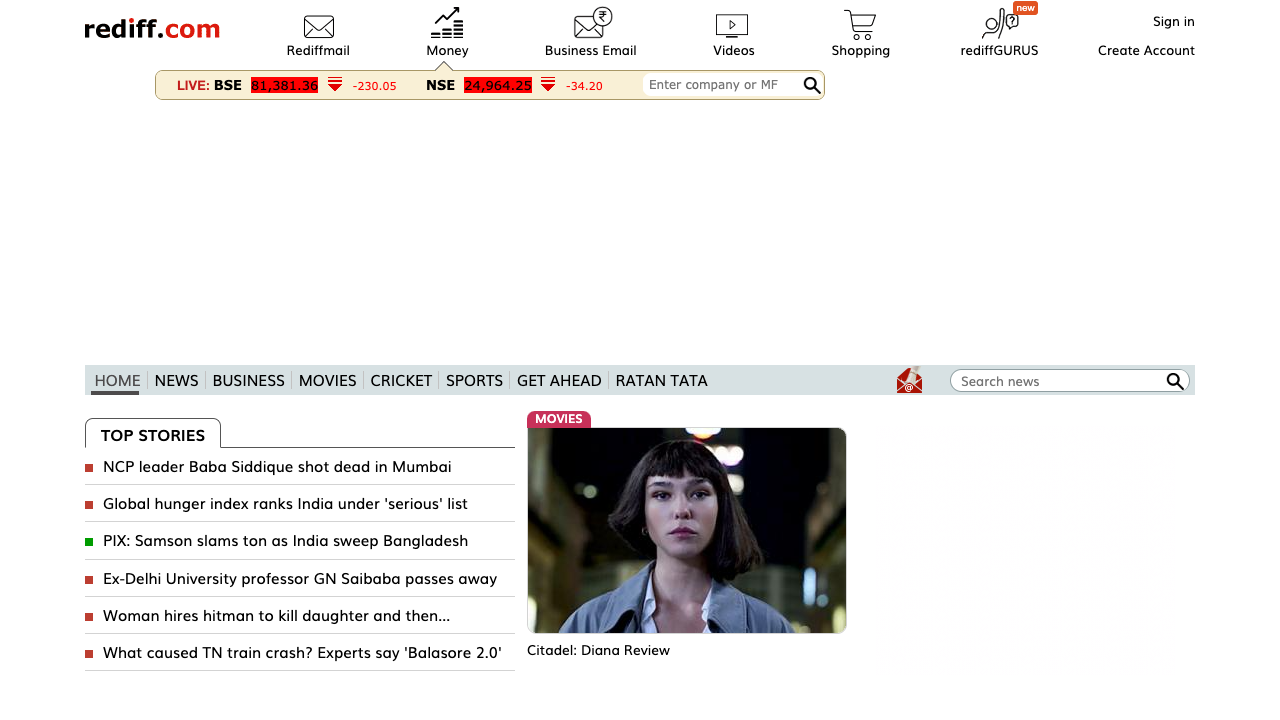 rediff.com
Rediffmail
Money
Business Email
Videos
Shopping
new
rediffGURUS
Sign in
Create Account
LIVE: BSE 81,381.36 -230.05 NSE 24,964.25 -34.20 Enter company or MF
HOME NEWS BUSINESS MOVIES CRICKET SPORTS GET AHEAD RATAN TATA @ Search news
TOP STORIES
NCP leader Baba Siddique shot dead in Mumbai
Global hunger index ranks India under 'serious' list
PIX: Samson slams ton as India sweep Bangladesh
Ex-Delhi University professor GN Saibaba passes away
Woman hires hitman to kill daughter and then...
What caused TN train crash? Experts say 'Balasore 2.0'
MOVIES
Citadel: Diana Review